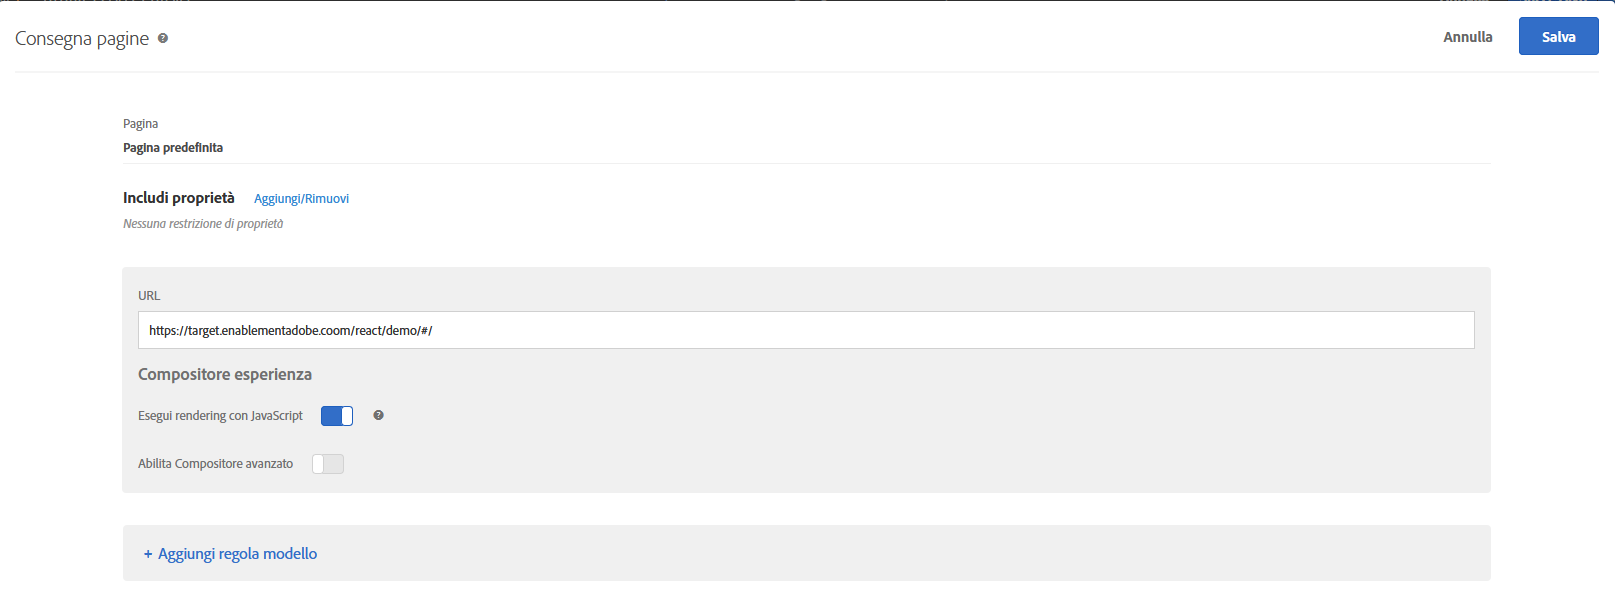 Consegna pagine
Annulla
Salva
Pagina
Pagina predefinita
Includi proprietà Aggiungi/Rimuovi
Nessuna restrizione di proprietà
URL
https://target.enablementadobe.coom/react/demo/#/
Compositore esperienza
Esegui rendering con JavaScript
Abilita Compositore avanzato
+ Aggiungi regola modello